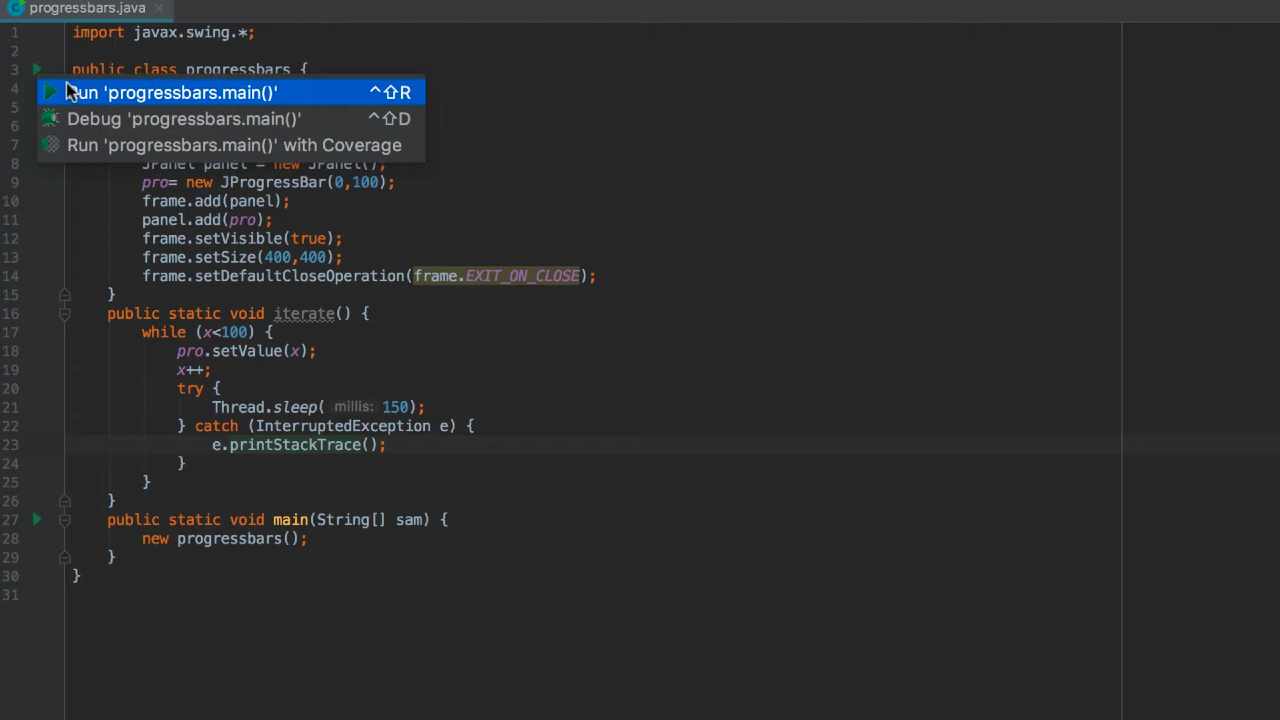 progressbars.java
1 import javax.swing.*;
2
3 public class progressbars {
4 Run 'progressbars.main()' ^⇧R
5 Debug 'progressbars.main()' ^⇧D
6
7 Run 'progressbars.main()' with Coverage
8 JPanel panel = new JPanel();
9 pro= new JProgressBar(0,100);
10 frame.add(panel);
11 panel.add(pro);
12 frame.setVisible(true);
13 frame.setSize(400,400);
14 frame.setDefaultCloseOperation(frame.EXIT_ON_CLOSE);
15 }
16 public static void iterate() {
17 while (x<100) {
18 pro.setValue(x);
19 x++;
20 try {
21 Thread.sleep( millis: 150);
22 } catch (InterruptedException e) {
23 e.printStackTrace();
24 }
25 }
26 }
27 public static void main(String[] sam) {
28 new progressbars();
29 }
30 }
31